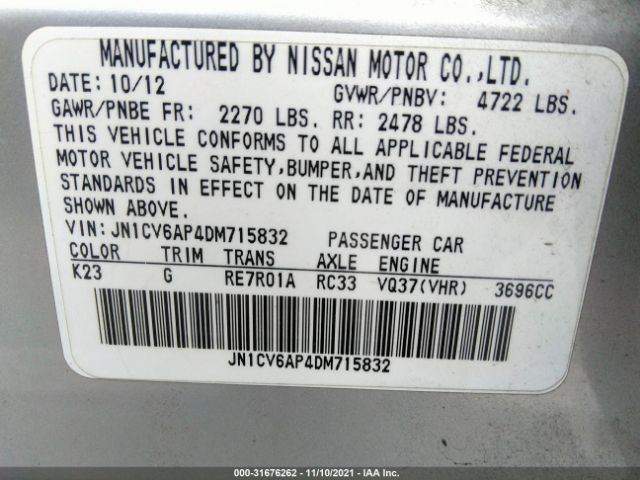 MANUFACTURED BY NISSAN MOTOR CO.,LTD.
DATE: 10/12 GVWR/PNBV: 4722 LBS.
GAWR/PNBE FR: 2270 LBS. RR: 2478 LBS.
THIS VEHICLE CONFORMS TO ALL APPLICABLE FEDERAL
MOTOR VEHICLE SAFETY,BUMPER,AND THEFT PREVENTION
STANDARDS IN EFFECT ON THE DATE OF MANUFACTURE
SHOWN ABOVE.
VIN: JN1CV6AP4DM715832 PASSENGER CAR
COLOR TRIM TRANS AXLE ENGINE
K23 G RE7R01A RC33 VQ37(VHR) 3696CC
JN1CV6AP4DM715832
000-31676262 - 11/10/2021 - IAA Inc.